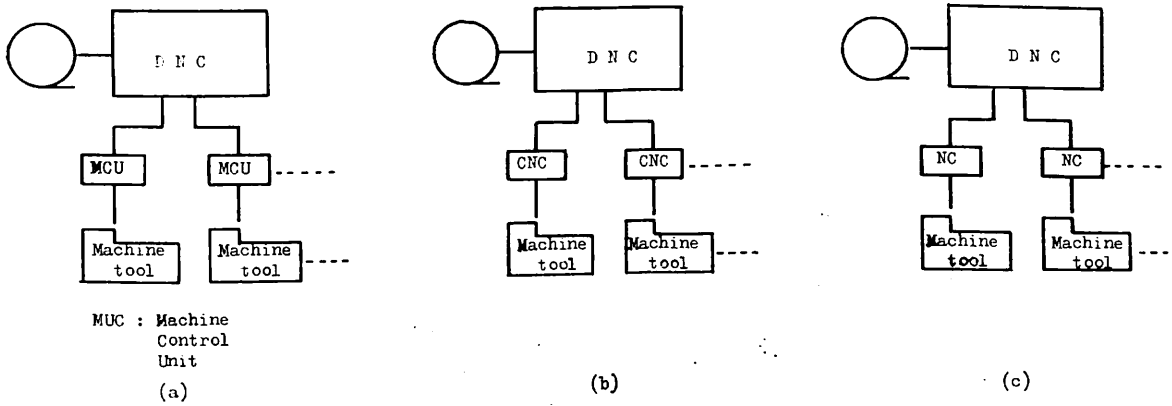 D N C
MCU
MCU
Machine
tool
Machine
tool
MUC : Machine
Control
Unit
(a)
D N C
CNC
CNC
Machine
tool
Machine
tool
(b)
D N C
NC
NC
Machine
tool
Machine
tool
(c)